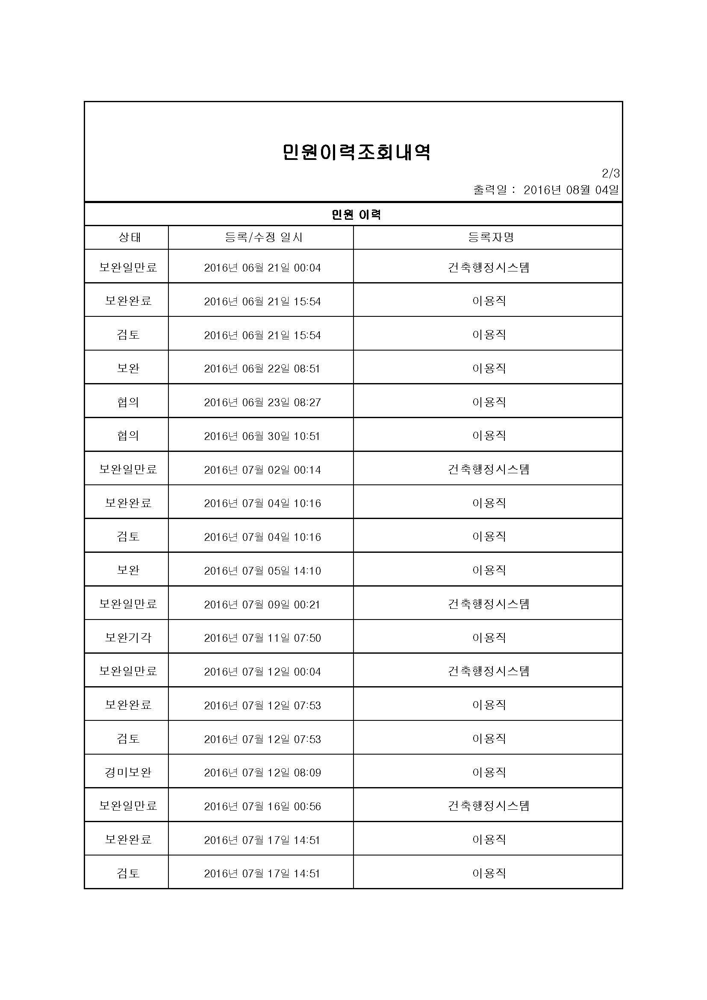 민원이력조회내역
2/3
출력일 : 2016년 08월 04일
민원 이력
상태 등록/수정 일시 등록자명
보완일만료 2016년 06월 21일 00:04 건축행정시스템
보완완료 2016년 06월 21일 15:54 이용직
검토 2016년 06월 21일 15:54 이용직
보완 2016년 06월 22일 08:51 이용직
협의 2016년 06월 23일 08:27 이용직
협의 2016년 06월 30일 10:51 이용직
보완일만료 2016년 07월 02일 00:14 건축행정시스템
보완완료 2016년 07월 04일 10:16 이용직
검토 2016년 07월 04일 10:16 이용직
보완 2016년 07월 05일 14:10 이용직
보완일만료 2016년 07월 09일 00:21 건축행정시스템
보완기각 2016년 07월 11일 07:50 이용직
보완일만료 2016년 07월 12일 00:04 건축행정시스템
보완완료 2016년 07월 12일 07:53 이용직
검토 2016년 07월 12일 07:53 이용직
경미보완 2016년 07월 12일 08:09 이용직
보완일만료 2016년 07월 16일 00:56 건축행정시스템
보완완료 2016년 07월 17일 14:51 이용직
검토 2016년 07월 17일 14:51 이용직